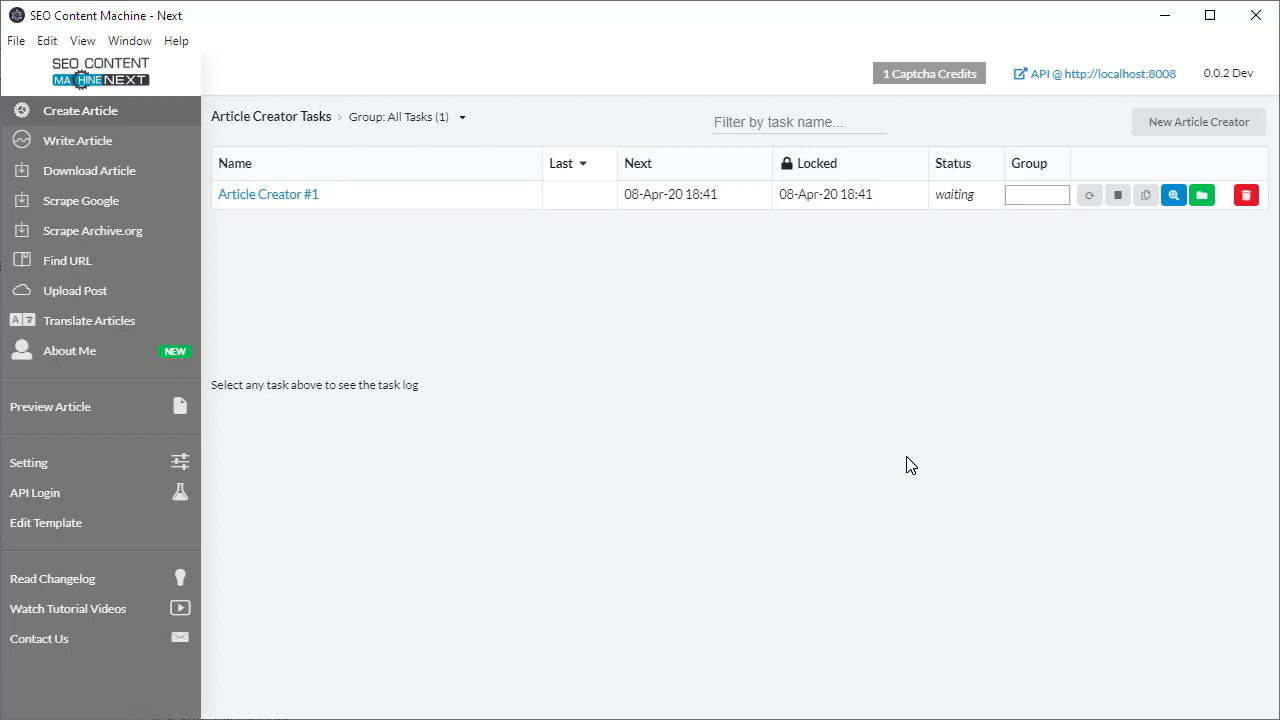 SEO Content Machine - Next
File Edit View Window Help
SEO CONTENT
MACHINE NEXT
1 Captcha Credits
API @ http://localhost:8008
0.0.2 Dev
Create Article
Write Article
Download Article
Scrape Google
Scrape Archive.org
Find URL
Upload Post
Translate Articles
About Me NEW
Preview Article
Setting
API Login
Edit Template
Read Changelog
Watch Tutorial Videos
Contact Us
Article Creator Tasks > Group: All Tasks (1)
Filter by task name...
New Article Creator
Name Last Next Locked Status Group
Article Creator #1 08-Apr-20 18:41 08-Apr-20 18:41 waiting
Select any task above to see the task log